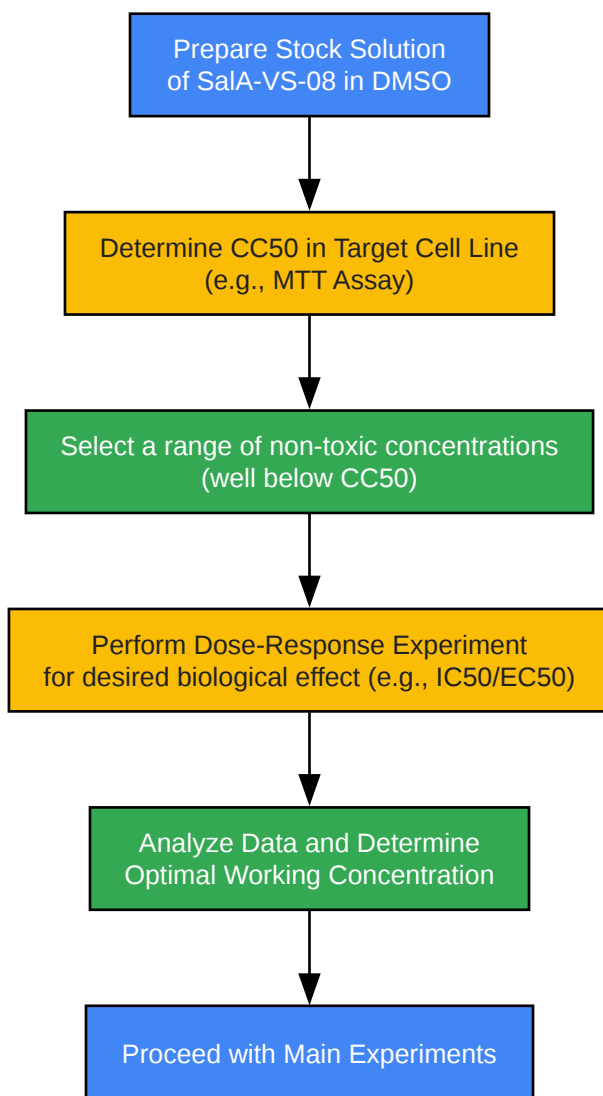 Prepare Stock Solution
of SalA-VS-08 in DMSO
Determine CC50 in Target Cell Line
(e.g., MTT Assay)
Select a range of non-toxic concentrations
(well below CC50)
Perform Dose-Response Experiment
for desired biological effect (e.g., IC50/EC50)
Analyze Data and Determine
Optimal Working Concentration
Proceed with Main Experiments